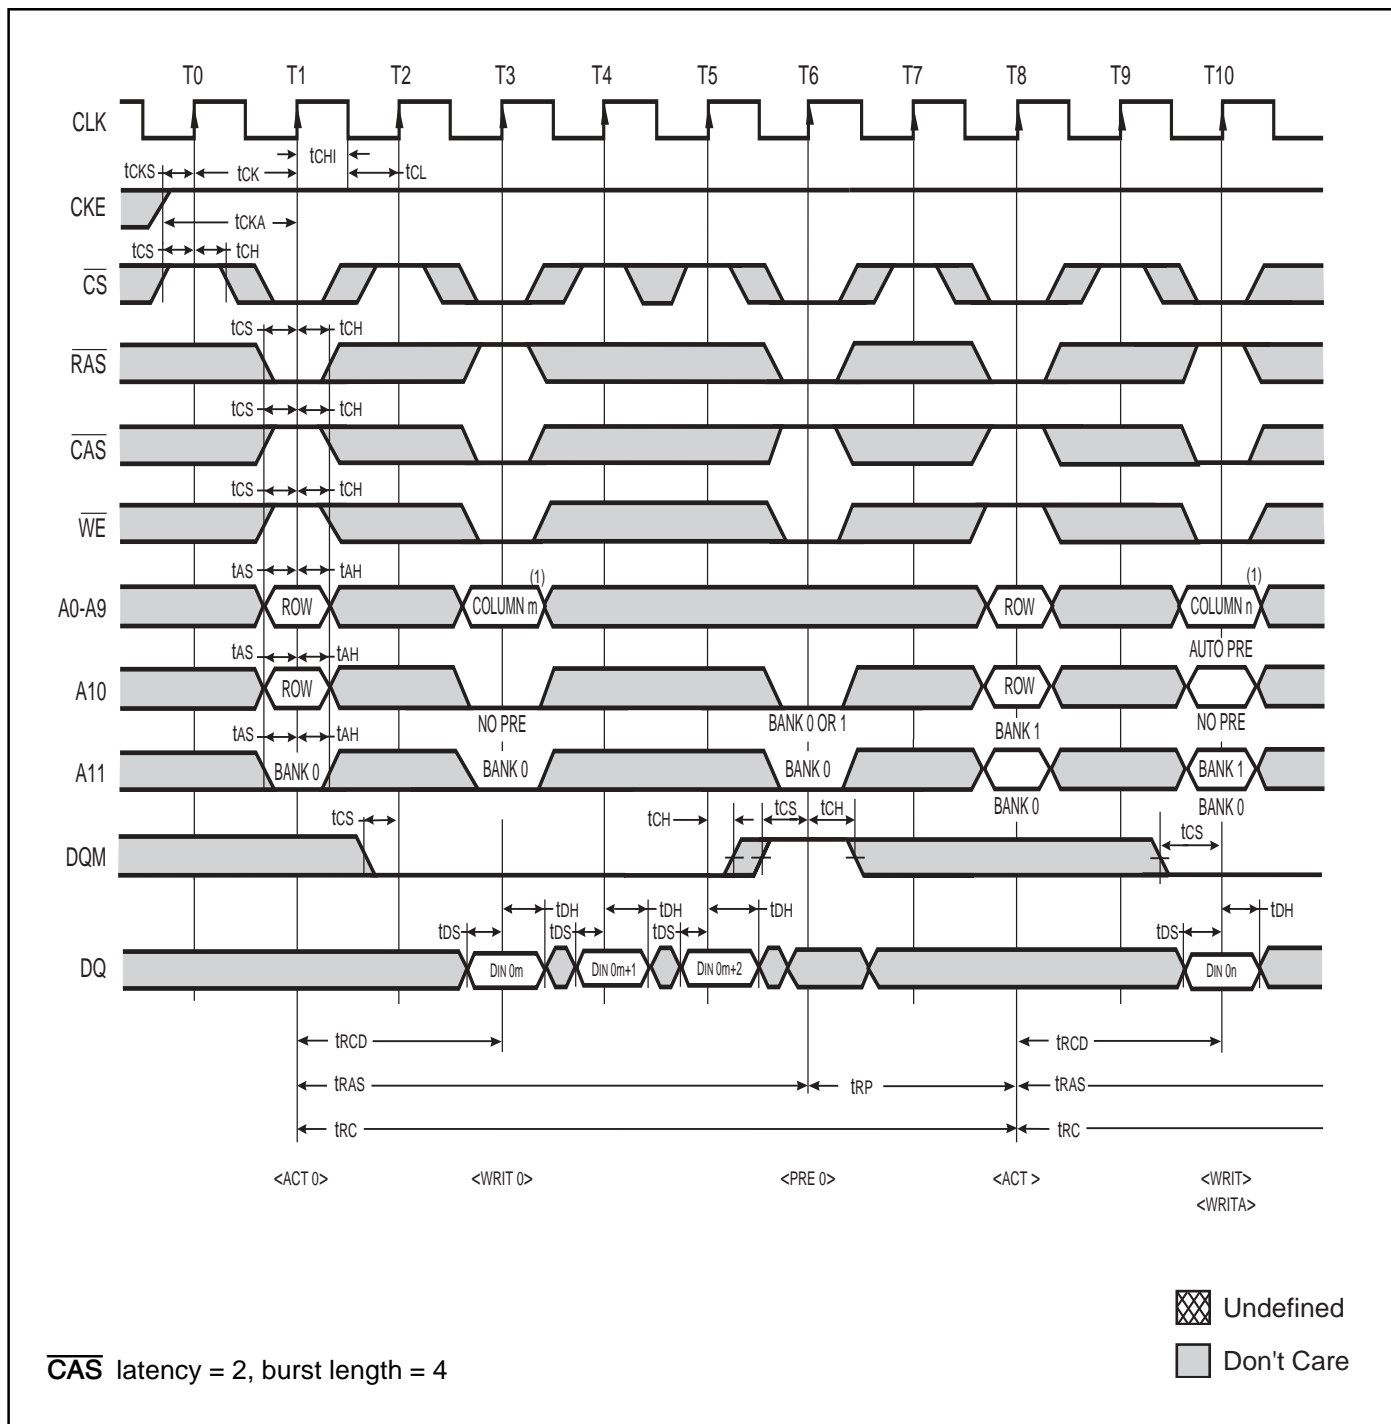 T0 T1 T2 T3 T4 T5 T6 T7 T8 T9 T10
CLK
tCHI
tCKS tCK tCL
CKE
tCKA
tCS tCH
CS
tCS tCH
RAS
tCS tCH
CAS
tCS tCH
WE
tAS tAH (1) (1)
A0-A9 ROW COLUMN m ROW COLUMN n
tAS tAH AUTO PRE
A10 ROW ROW
NO PRE BANK 0 OR 1 BANK 1 NO PRE
tAS tAH
A11 BANK 0 BANK 0 BANK 0 BANK 1
BANK 0 BANK 0
tCS tCH tCS tCH tCS
DQM
tDH tDH tDH tDH
tDS tDS tDS tDS
DQ DIN 0m DIN 0m+1 DIN 0m+2 DIN 0n
tRCD tRCD
tRAS tRP tRAS
tRC tRC
<ACT 0> <WRIT 0> <PRE 0> <ACT > <WRIT>
<WRITA>
Undefined
Don't Care
CAS latency = 2, burst length = 4